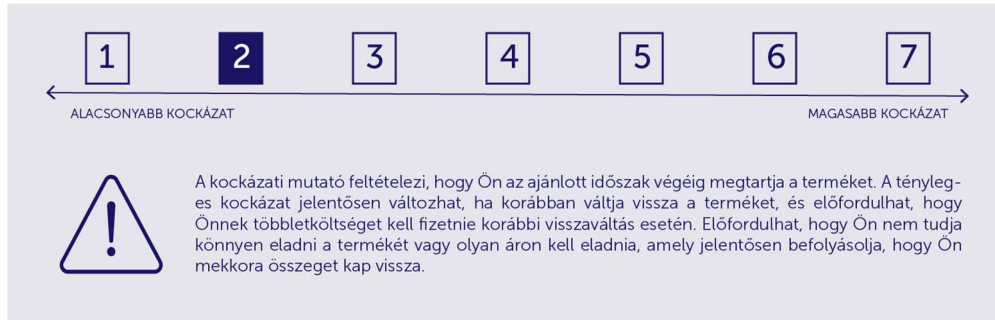 1 2 3 4 5 6 7
ALACSONYABB KOCKÁZAT MAGASABB KOCKÁZAT
A kockázati mutató feltételezi, hogy Ön az ajánlott időszak végéig megtartja a terméket. A tényleg-
es kockázat jelentősen változhat, ha korábban váltja vissza a terméket, és előfordulhat, hogy
Önnek többletköltséget kell fizetnie korábbi visszaváltás esetén. Előfordulhat, hogy Ön nem tudja
könnyen eladni a termékét vagy olyan áron kell eladnia, amely jelentősen befolyásolja, hogy Ön
mekkora összeget kap vissza.